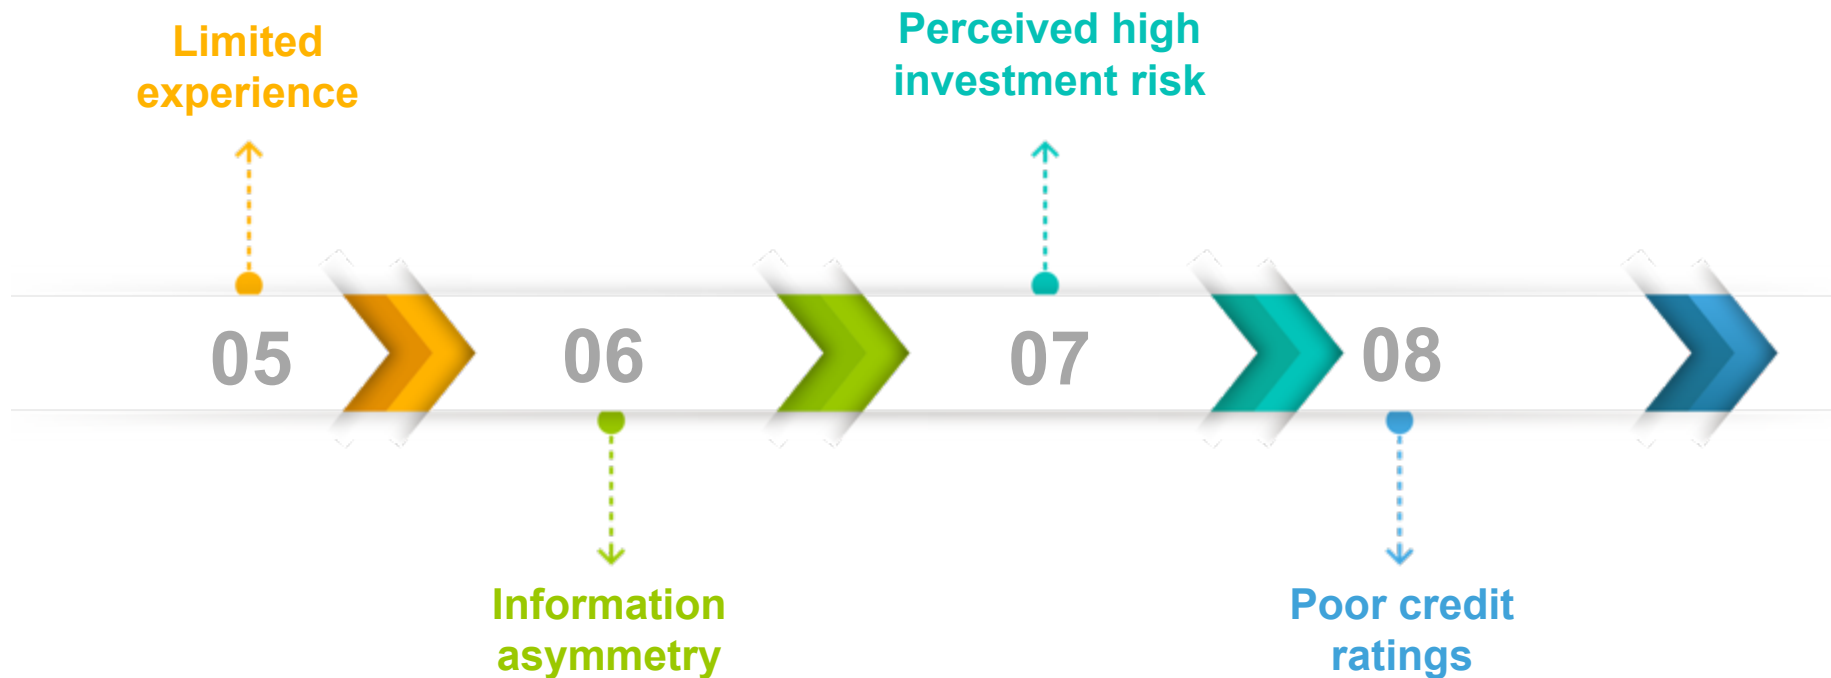 Limited
experience
Perceived high
investment risk
05
06
07
08
Information
asymmetry
Poor credit
ratings